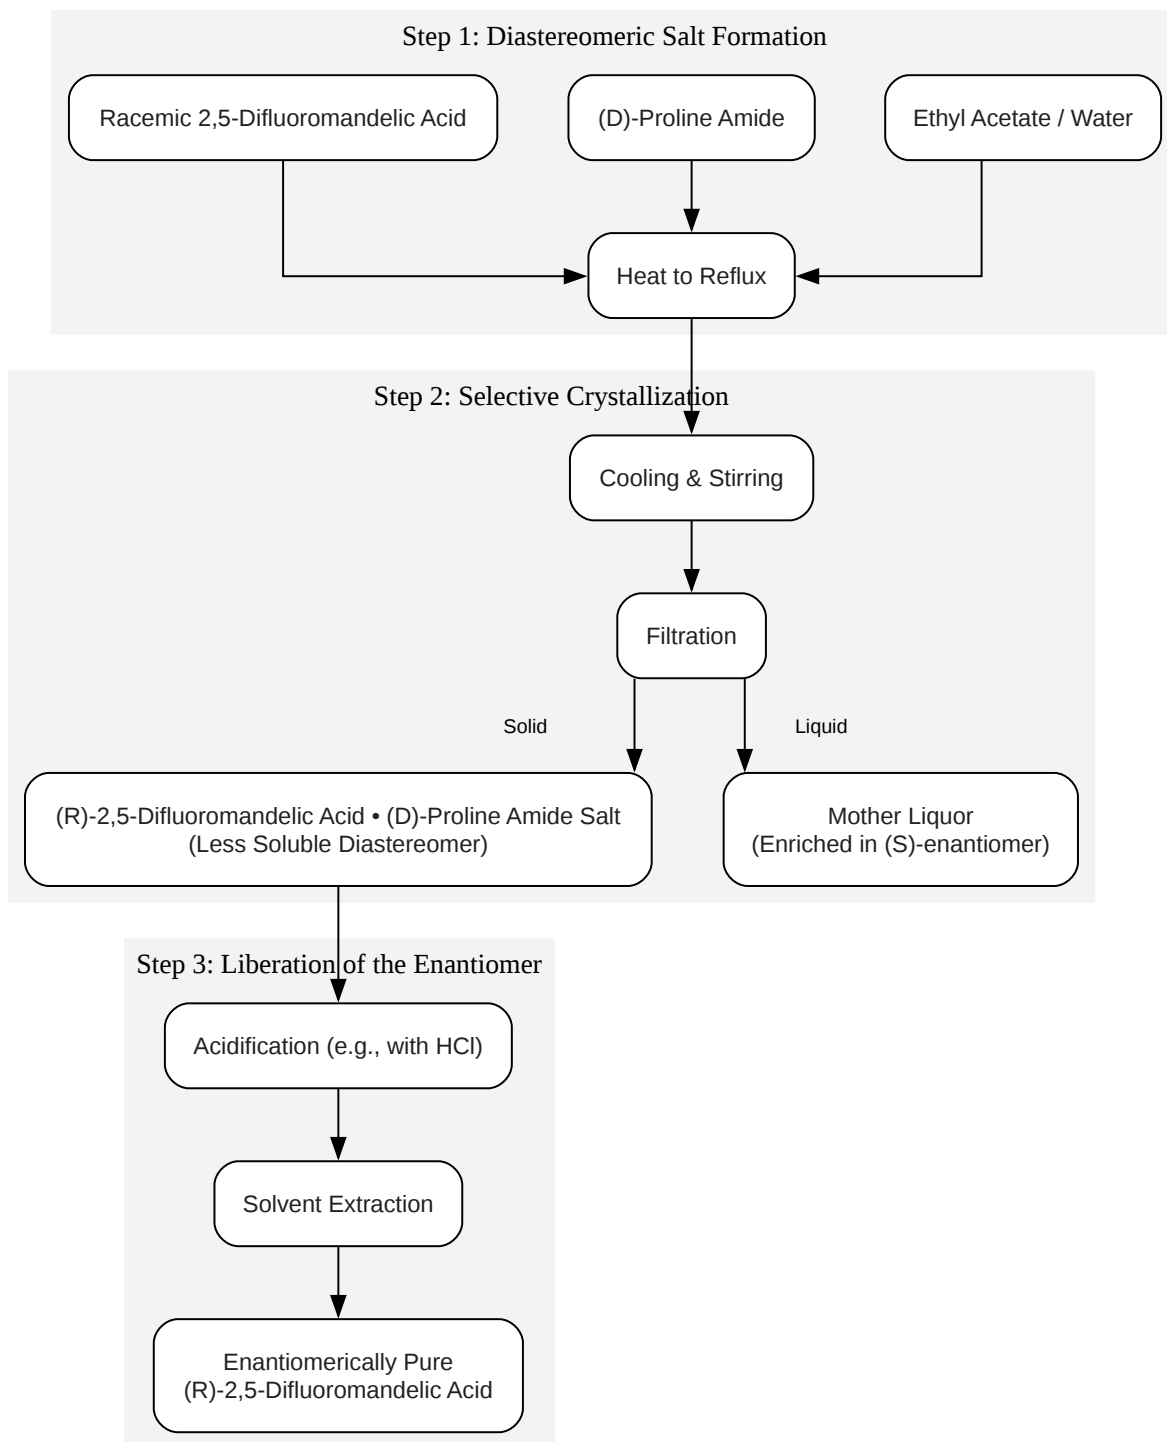 Step 1: Diastereomeric Salt Formation
Racemic 2,5-Difluoromandelic Acid
(D)-Proline Amide
Ethyl Acetate / Water
Heat to Reflux
Step 2: Selective Crystallization
Cooling & Stirring
Filtration
Solid
Liquid
(R)-2,5-Difluoromandelic Acid • (D)-Proline Amide Salt
(Less Soluble Diastereomer)
Mother Liquor
(Enriched in (S)-enantiomer)
Step 3: Liberation of the Enantiomer
Acidification (e.g., with HCl)
Solvent Extraction
Enantiomerically Pure
(R)-2,5-Difluoromandelic Acid